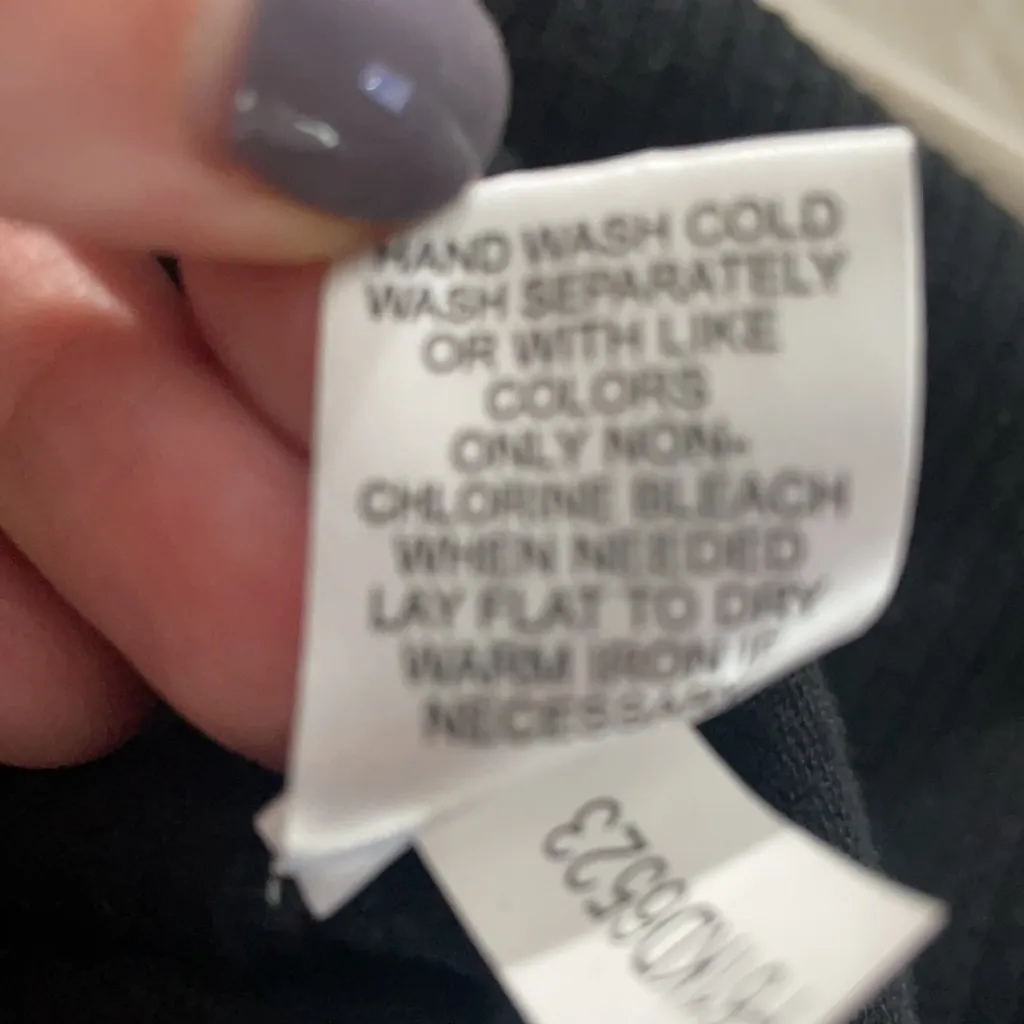 HAND WASH COLD
WASH SEPARATELY
OR WITH LIKE
COLORS
ONLY NON-
CHLORINE BLEACH
WHEN NEEDED
LAY FLAT TO DRY
WARM IRON IF
NECESSARY